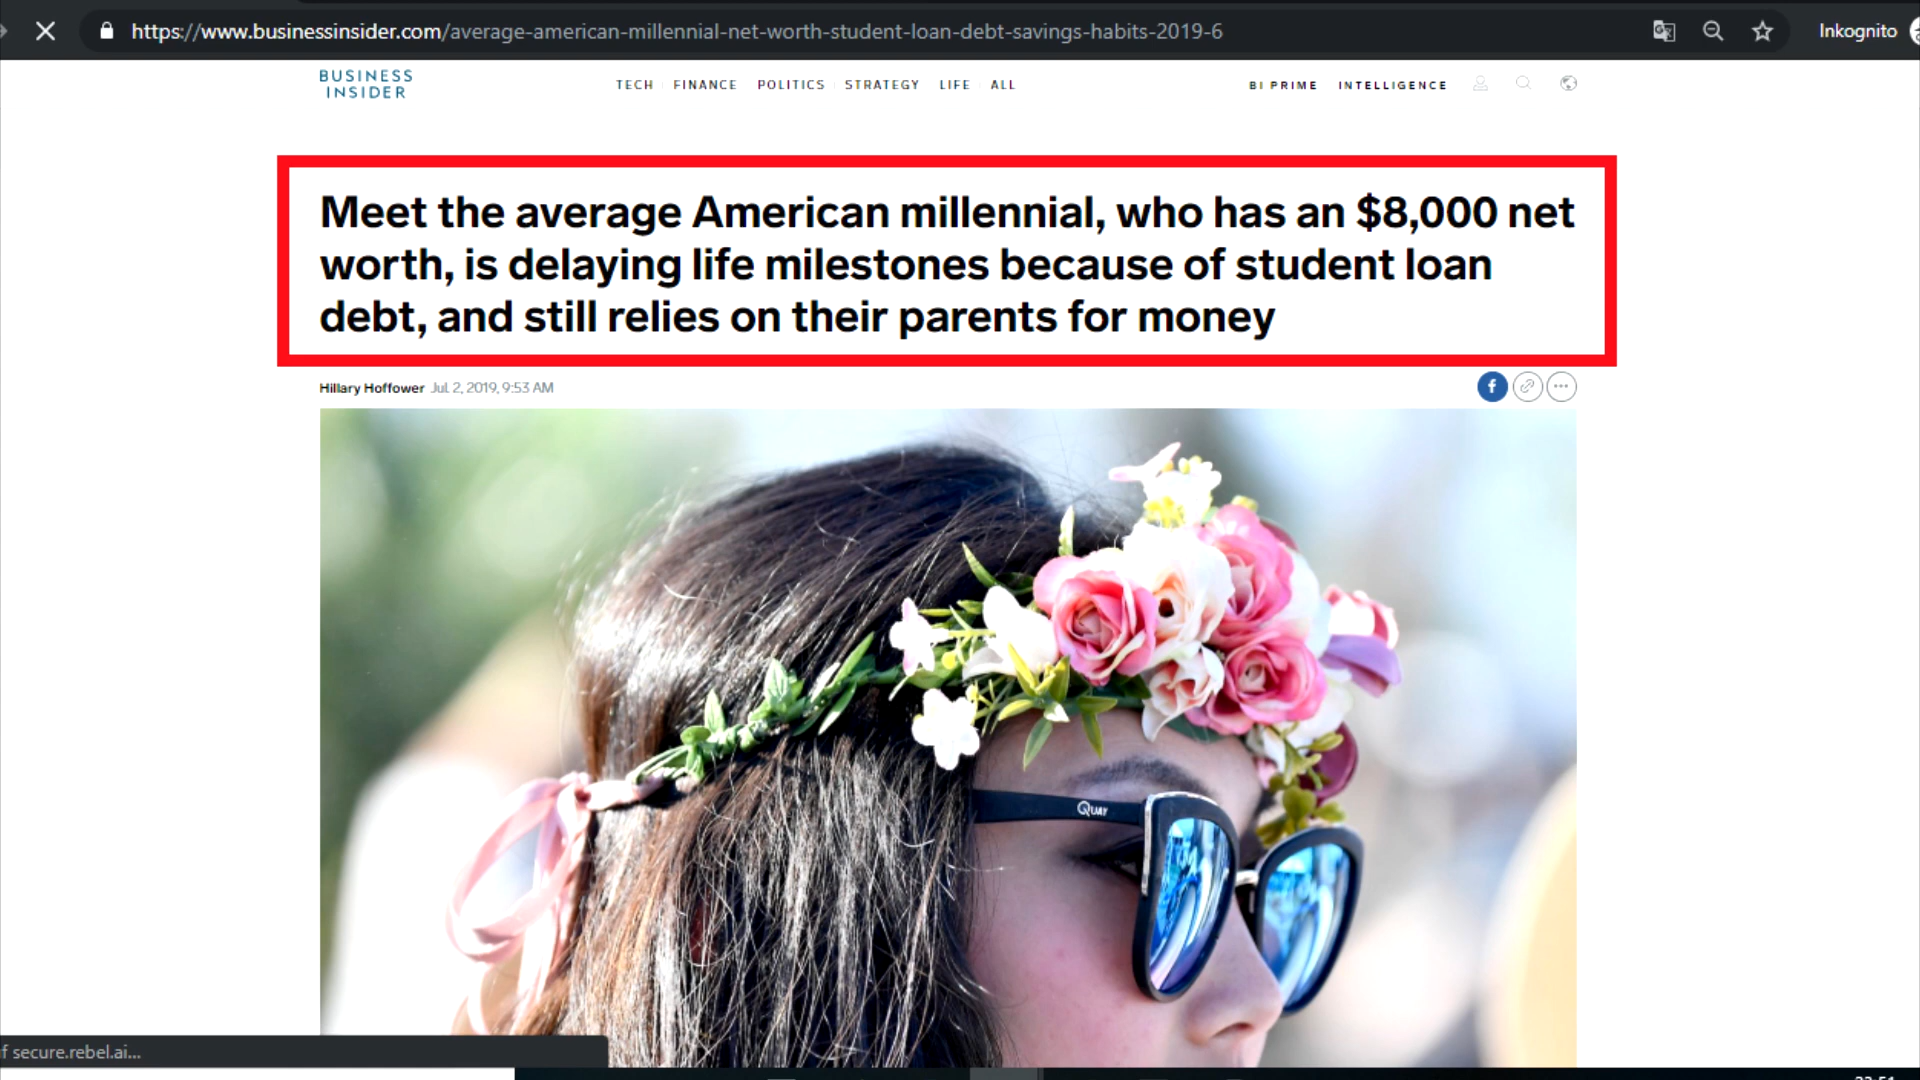 https://www.businessinsider.com/average-american-millennial-net-worth-student-loan-debt-savings-habits-2019-6
Inkognito
BUSINESS
INSIDER
TECH FINANCE POLITICS STRATEGY LIFE ALL
BI PRIME INTELLIGENCE
Meet the average American millennial, who has an $8,000 net
worth, is delaying life milestones because of student loan
debt, and still relies on their parents for money
Hillary Hoffower Jul 2, 2019, 9:53 AM
QUAY
f secure.rebel.ai...